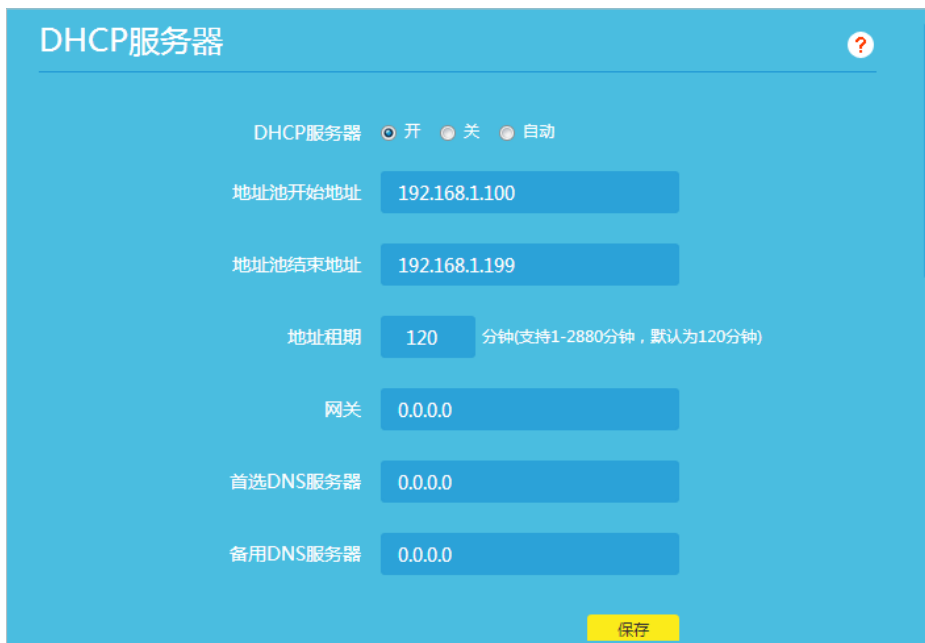 DHCP服务器
?
DHCP服务器 开 关 自动
地址池开始地址 192.168.1.100
地址池结束地址 192.168.1.199
地址租期 120 分钟(支持1-2880分钟，默认为120分钟)
网关 0.0.0.0
首选DNS服务器 0.0.0.0
备用DNS服务器 0.0.0.0
保存